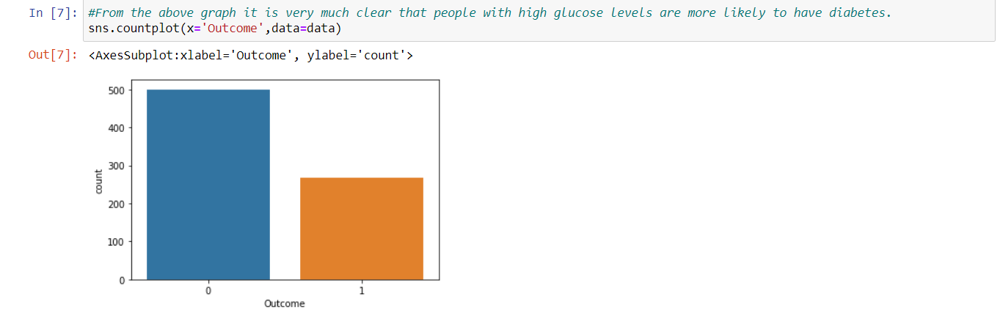 In [7]: #From the above graph it is very much clear that people with high glucose levels are more likely to have diabetes.
sns.countplot(x='Outcome',data=data)
Out[7]: <AxesSubplot:xlabel='Outcome', ylabel='count'>
500
400
300
200
100
0
count
0 1
Outcome